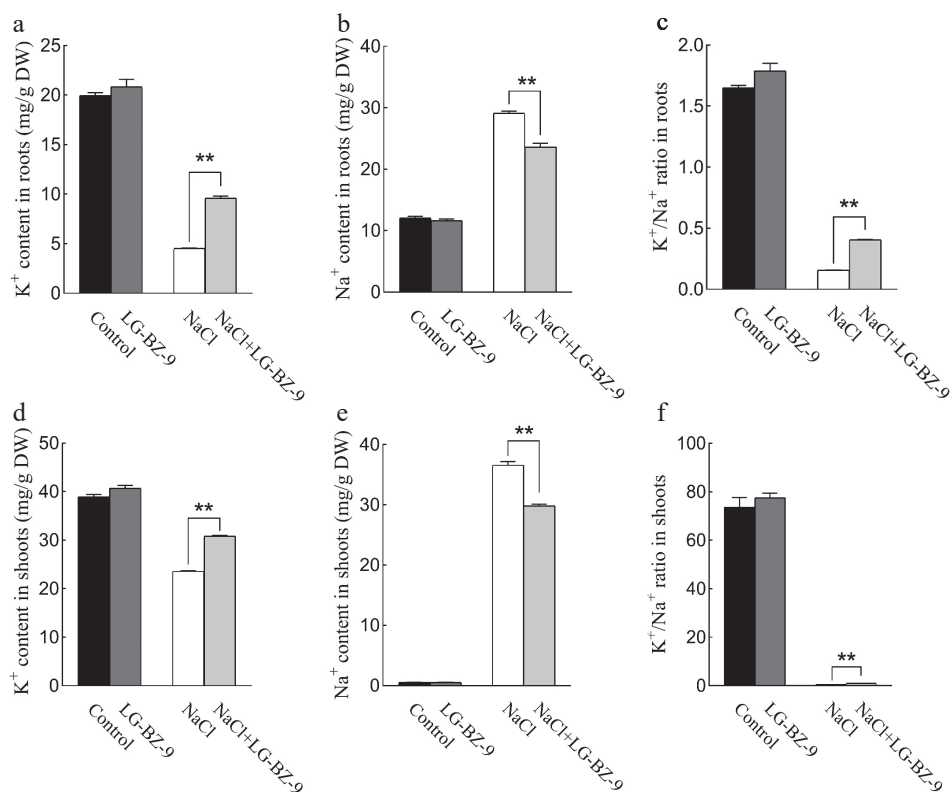 a
K⁺ content in roots (mg/g DW)
25
20
15
10
5
0
**
Control
LG-BZ-9
NaCl
NaCl+LG-BZ-9
b
Na⁺ content in roots (mg/g DW)
40
30
20
10
0
**
Control
LG-BZ-9
NaCl
NaCl+LG-BZ-9
c
K⁺/Na⁺ ratio in roots
2.0
1.5
1.0
0.5
0.0
**
Control
LG-BZ-9
NaCl
NaCl+LG-BZ-9
d
K⁺ content in shoots (mg/g DW)
50
40
30
20
10
0
**
Control
LG-BZ-9
NaCl
NaCl+LG-BZ-9
e
Na⁺ content in shoots (mg/g DW)
40
30
20
10
0
**
Control
LG-BZ-9
NaCl
NaCl+LG-BZ-9
f
K⁺/Na⁺ ratio in shoots
100
80
60
40
20
0
**
Control
LG-BZ-9
NaCl
NaCl+LG-BZ-9